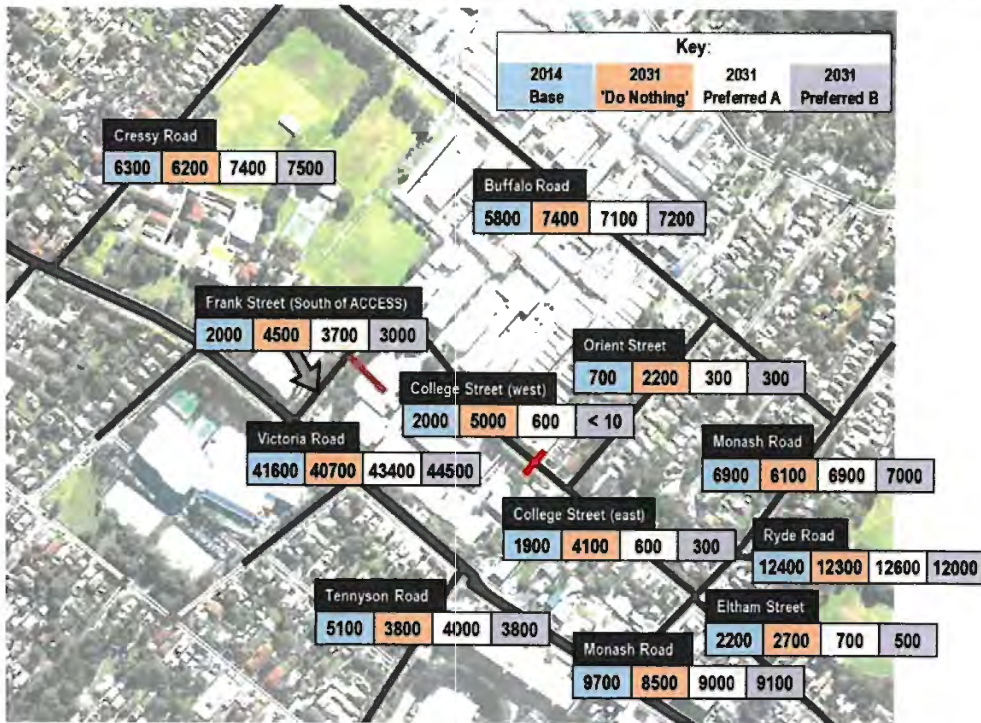 Key:
2014 2031 2031 2031
Base 'Do Nothing' Preferred A Preferred B
Cressy Road
6300 6200 7400 7500
Buffalo Road
5800 7400 7100 7200
Frank Street (South of ACCESS)
2000 4500 3700 3000
Orient Street
700 2200 300 300
College Street (west)
2000 5000 600 < 10
Victoria Road
41600 40700 43400 44500
Monash Road
6900 6100 6900 7000
College Street (east)
1900 4100 600 300
Ryde Road
12400 12300 12600 12000
Tennyson Road
5100 3800 4000 3800
Eltham Street
2200 2700 700 500
Monash Road
9700 8500 9000 9100